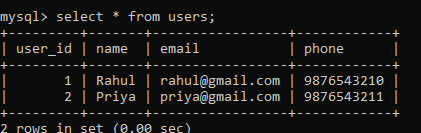 mysql> select * from users;
+---------+-------+-----------------+------------+
| user_id | name  | email           | phone      |
+---------+-------+-----------------+------------+
|       1 | Rahul | rahul@gmail.com | 9876543210 |
|       2 | Priya | priya@gmail.com | 9876543211 |
+---------+-------+-----------------+------------+
2 rows in set (0.00 sec)